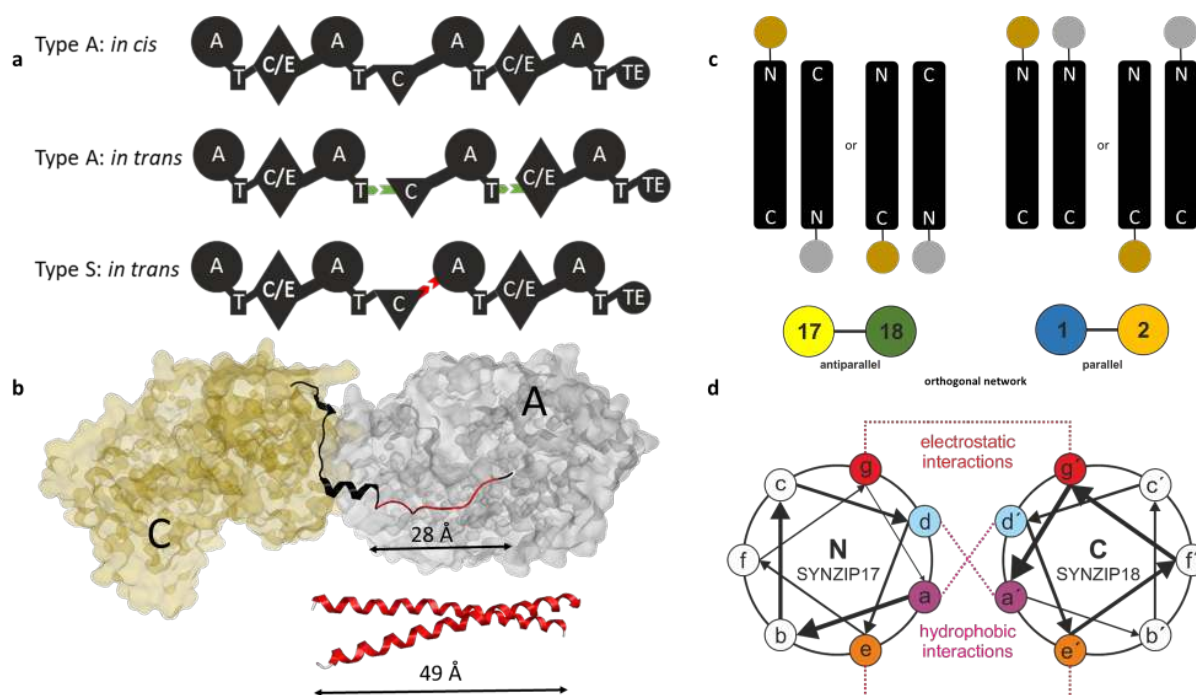 a
Type A: in cis
A A A A
T C/E T C T C/E T TE
Type A: in trans
A A A A
T C/E T C T C/E T TE
Type S: in trans
A A A A
T C/E T C T C/E T TE
b
C
A
28 Å
49 Å
c
N C or N C
C N C N
N N or N N
C C C C
17 18
antiparallel
1 2
parallel
orthogonal network
d
electrostatic
interactions
g g´
c c´
d d´
f N C f´
SYNZIP17 SYNZIP18
a a´
b b´
hydrophobic
interactions
e e´